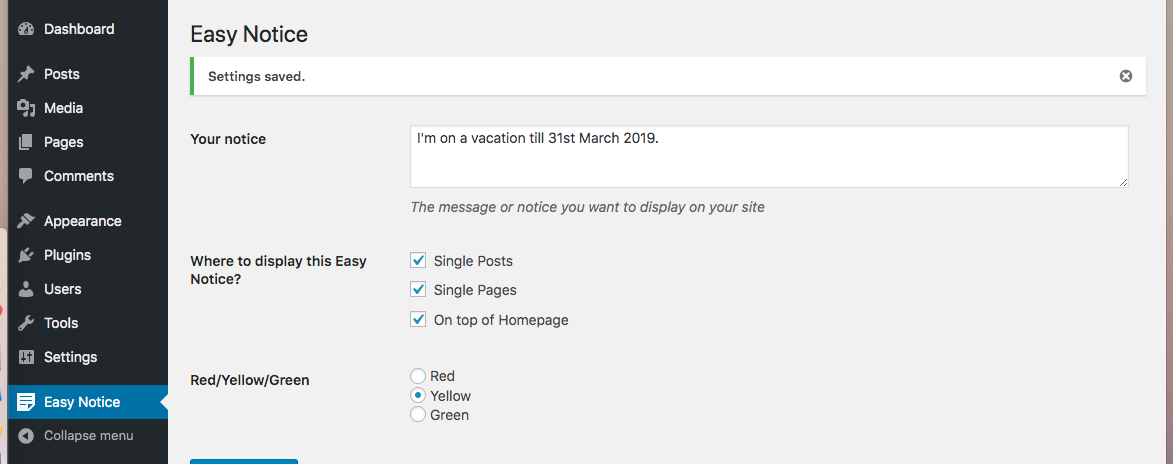 Dashboard
Posts
Media
Pages
Comments
Appearance
Plugins
Users
Tools
Settings
Easy Notice
Collapse menu
Easy Notice
Settings saved.
Your notice
I'm on a vacation till 31st March 2019.
The message or notice you want to display on your site
Where to display this Easy
Notice?
Single Posts
Single Pages
On top of Homepage
Red/Yellow/Green
Red
Yellow
Green